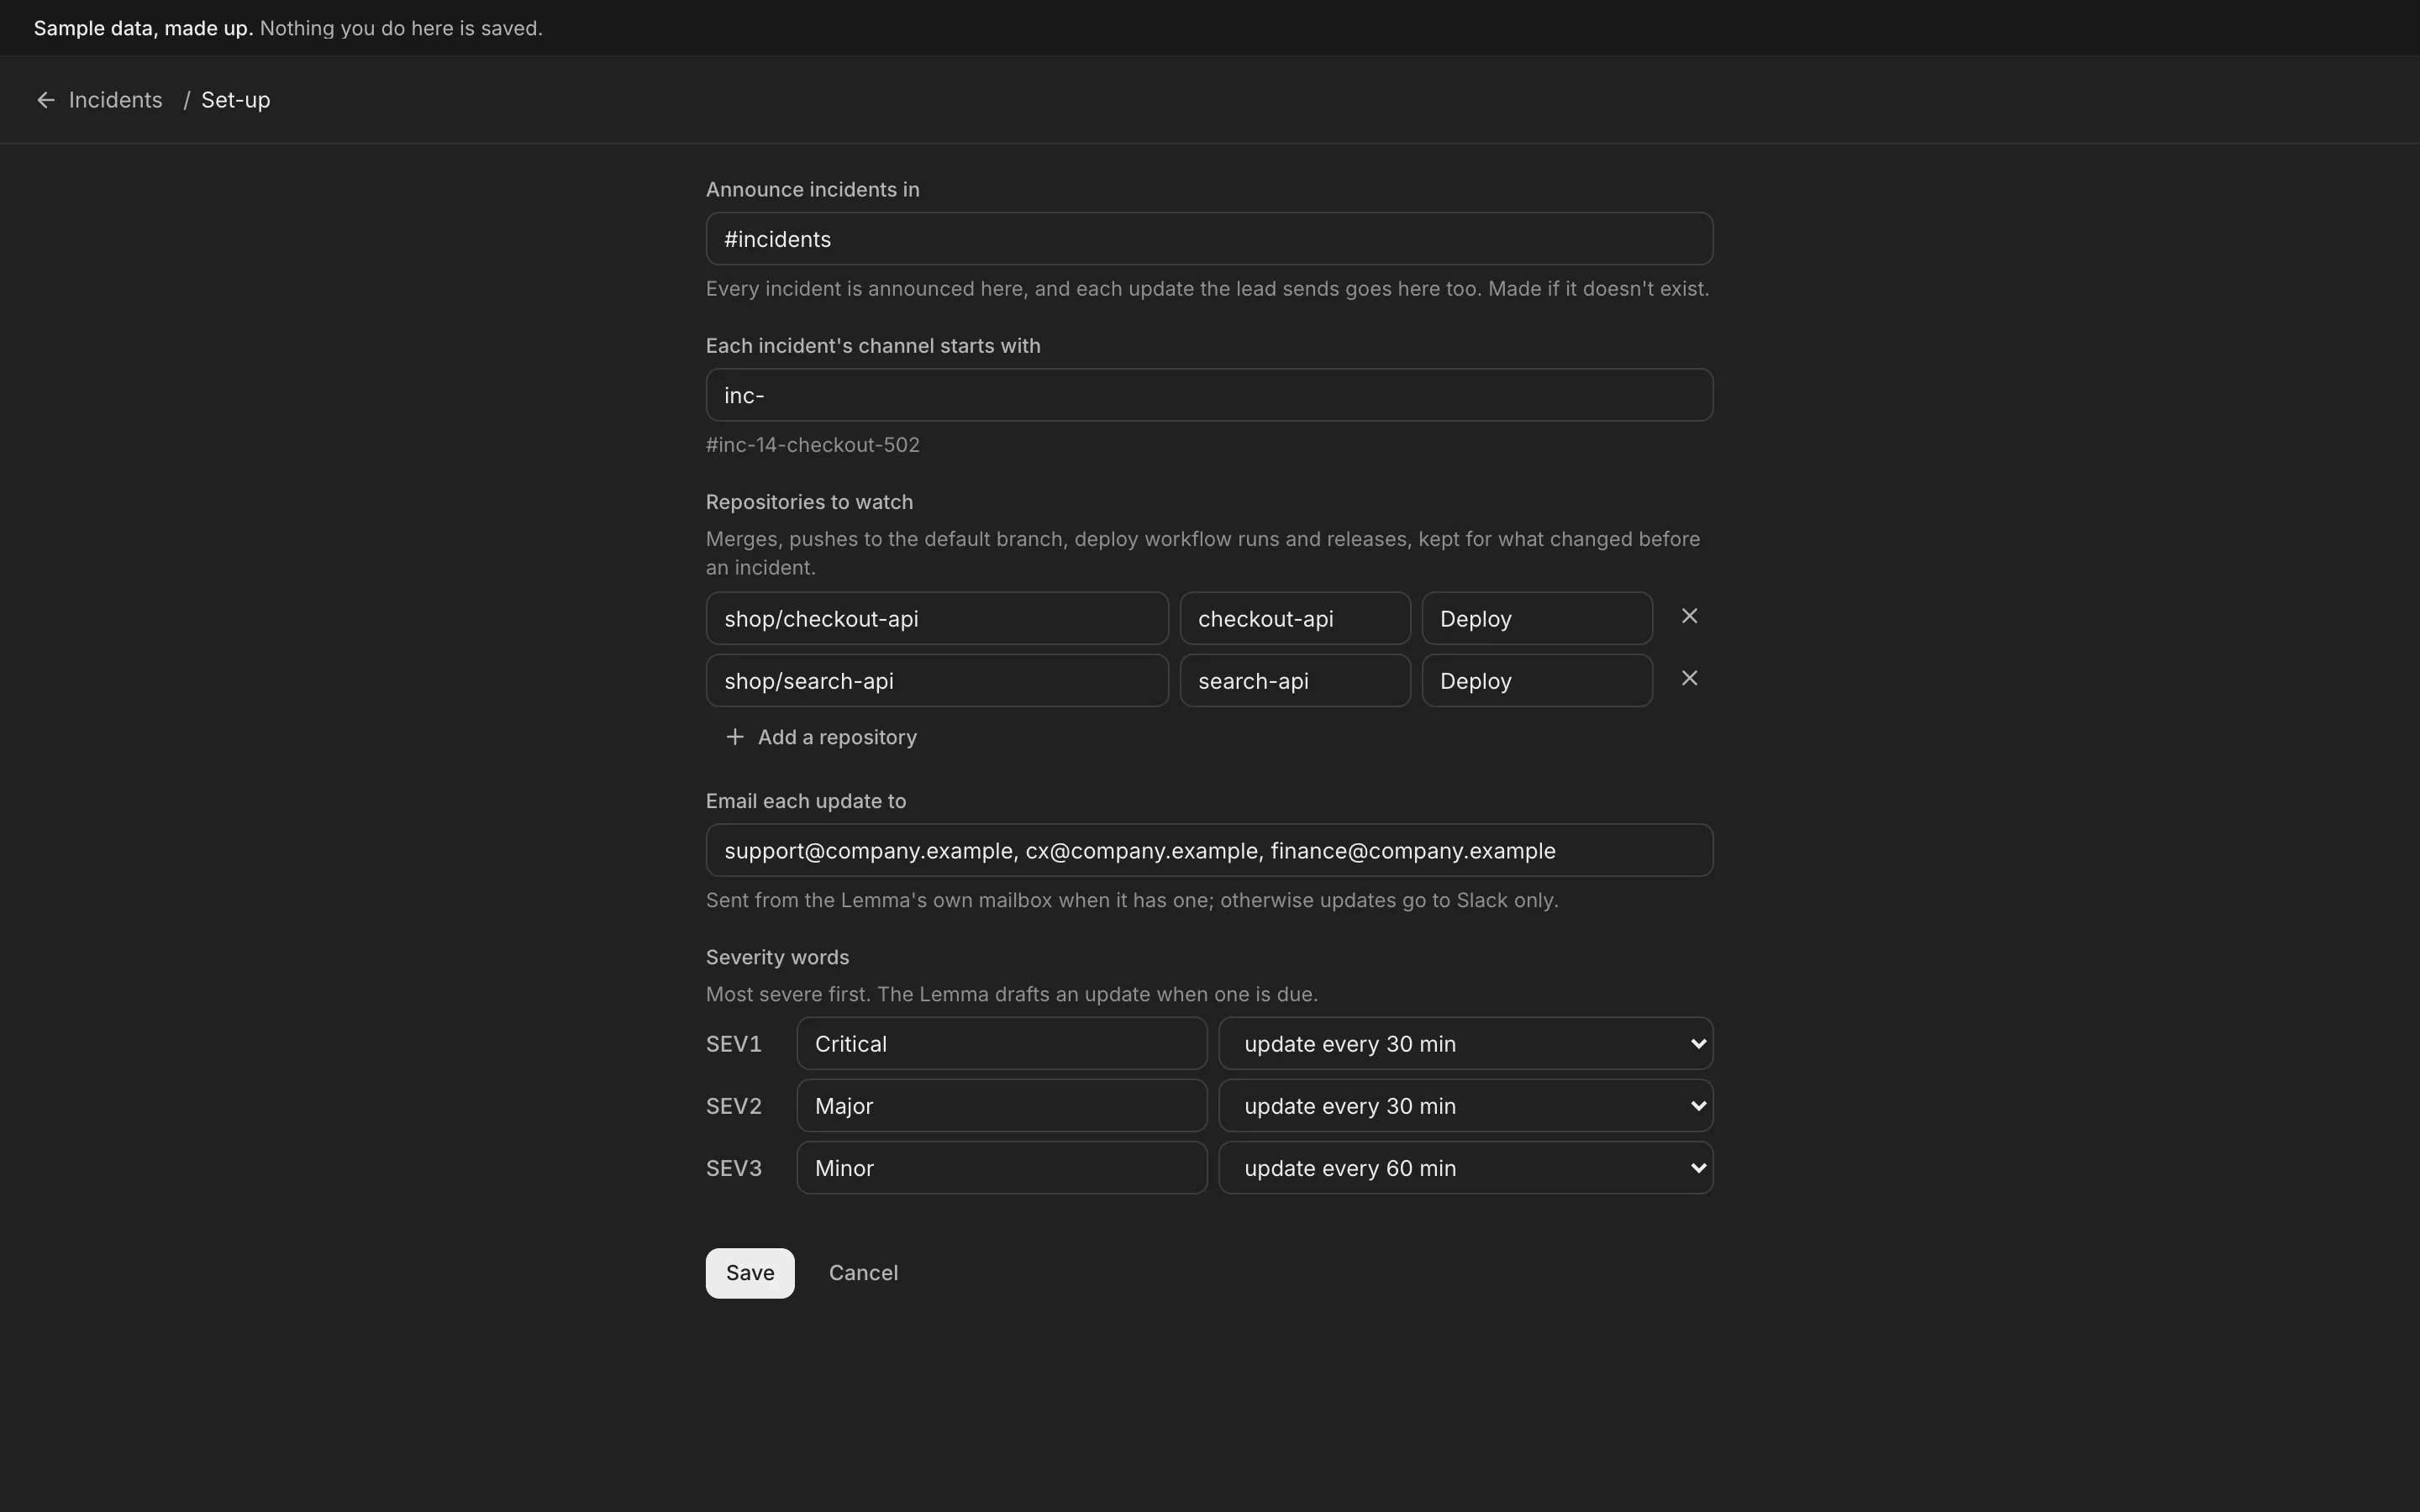 Sample data, made up. Nothing you do here is saved.
Incidents / Set-up
Announce incidents in
#incidents
Every incident is announced here, and each update the lead sends goes here too. Made if it doesn't exist.
Each incident's channel starts with
inc-
#inc-14-checkout-502
Repositories to watch
Merges, pushes to the default branch, deploy workflow runs and releases, kept for what changed before
an incident.
shop/checkout-api checkout-api Deploy
shop/search-api search-api Deploy
Add a repository
Email each update to
support@company.example, cx@company.example, finance@company.example
Sent from the Lemma's own mailbox when it has one; otherwise updates go to Slack only.
Severity words
Most severe first. The Lemma drafts an update when one is due.
SEV1 Critical update every 30 min
SEV2 Major update every 30 min
SEV3 Minor update every 60 min
Save Cancel